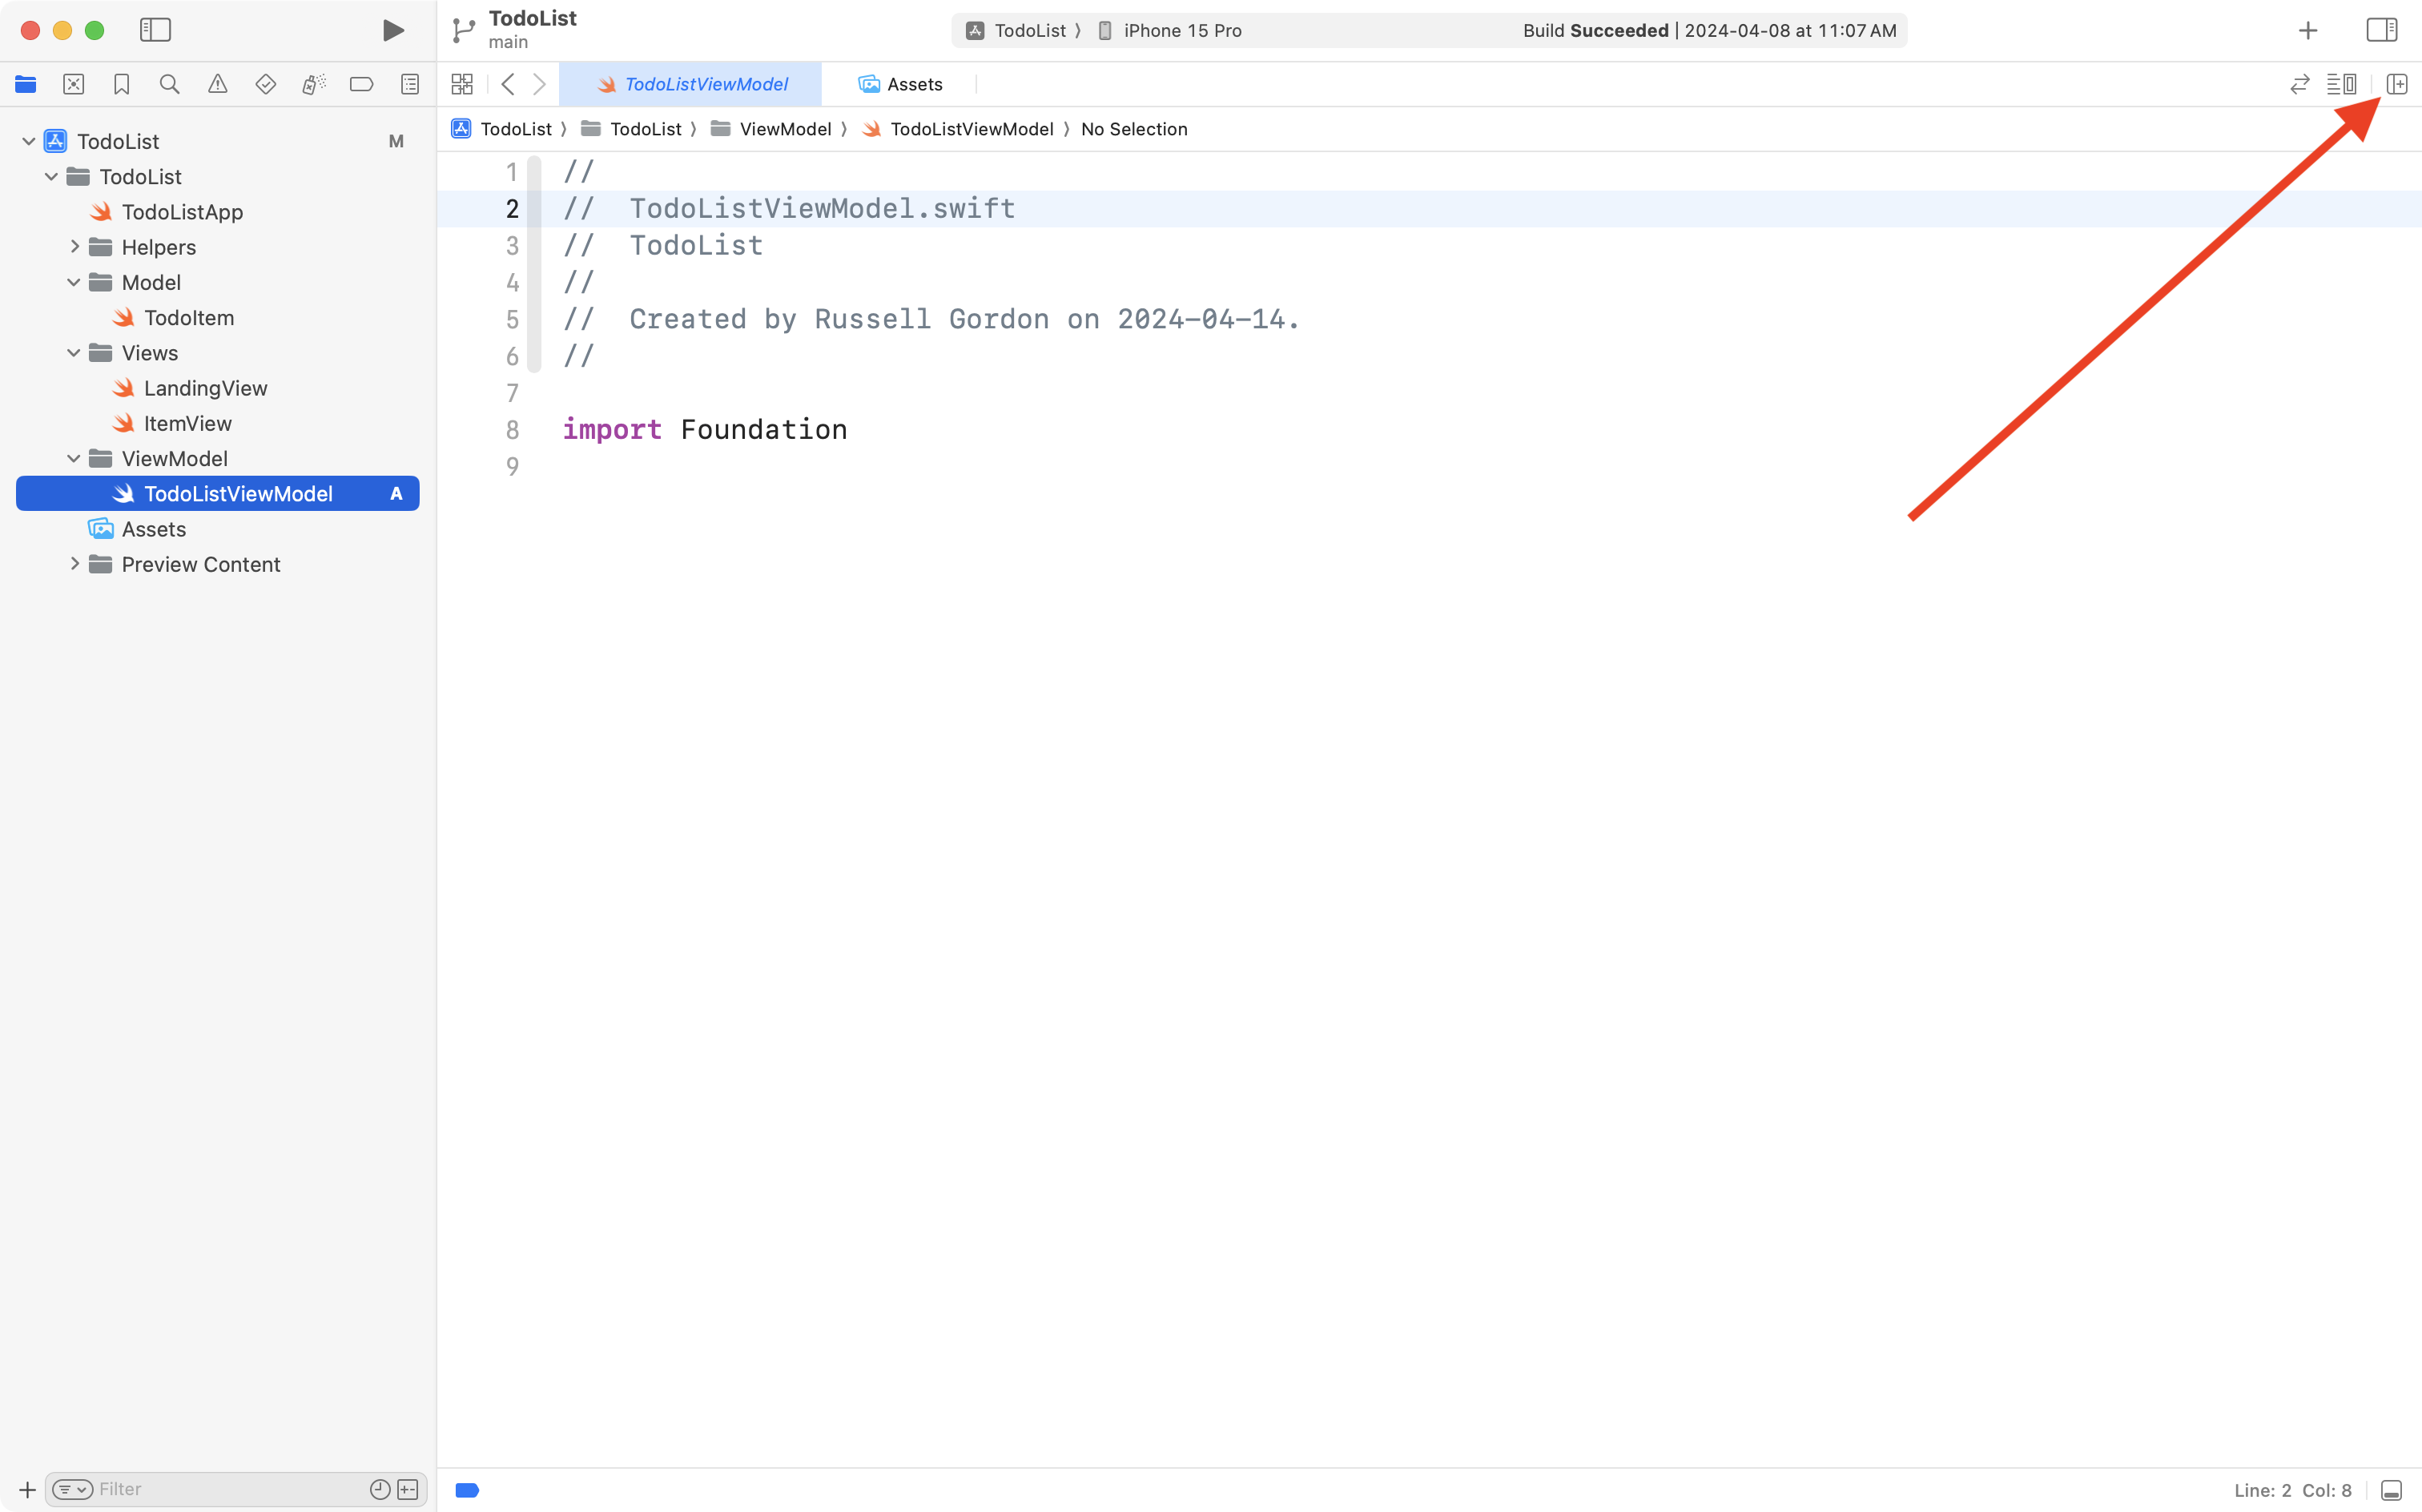 TodoList
main
TodoList ⟩ iPhone 15 Pro
Build Succeeded | 2024-04-08 at 11:07 AM
TodoListViewModel
Assets
TodoList ⟩ TodoList ⟩ ViewModel ⟩ TodoListViewModel ⟩ No Selection
TodoList M
TodoList
TodoListApp
Helpers
Model
TodoItem
Views
LandingView
ItemView
ViewModel
TodoListViewModel A
Assets
Preview Content
1 //
2 // TodoListViewModel.swift
3 // TodoList
4 //
5 // Created by Russell Gordon on 2024-04-14.
6 //
7
8 import Foundation
9
Filter
Line: 2 Col: 8